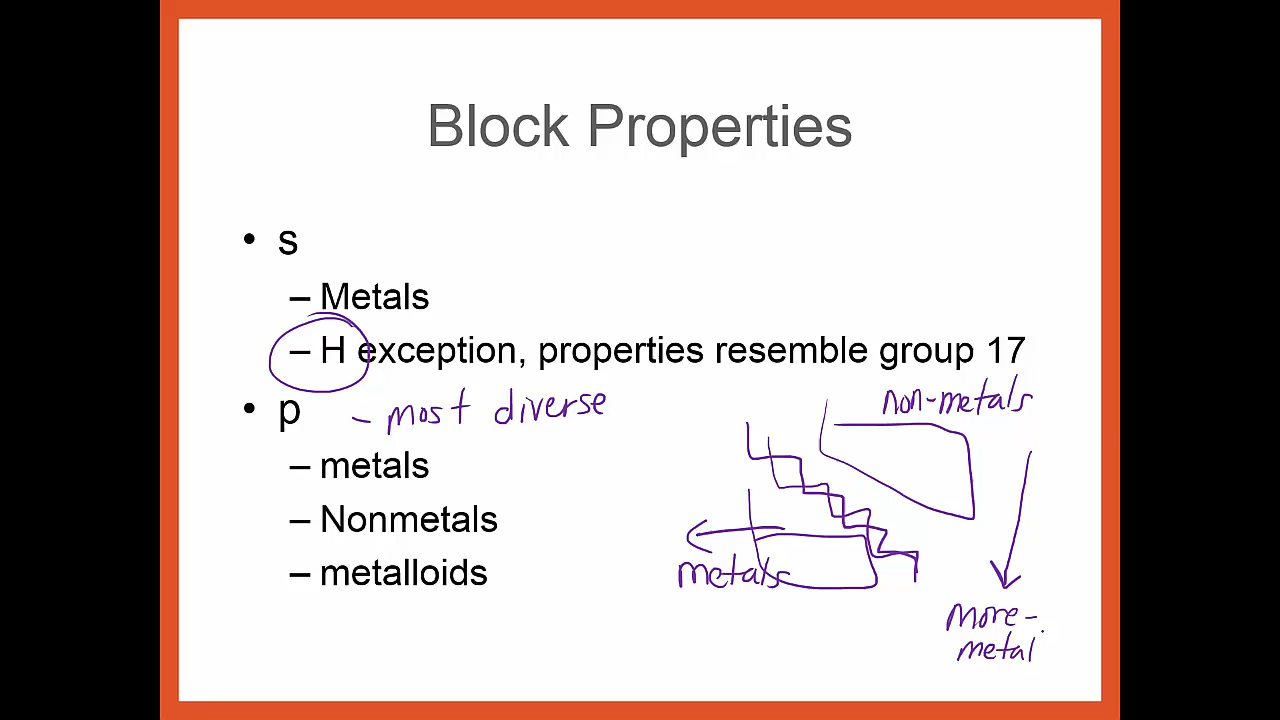 Block Properties
• s
– Metals
– H exception, properties resemble group 17
• p – most diverse
non-metals
– metals
– Nonmetals
– metalloids
metals
more-
metal